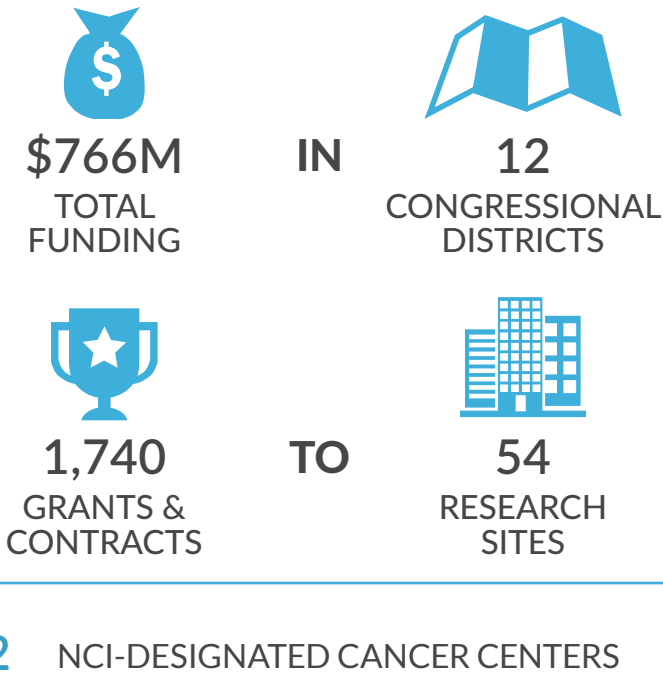 $
$766M
IN
12
TOTAL
FUNDING
CONGRESSIONAL
DISTRICTS
1,740
TO
54
GRANTS &
CONTRACTS
RESEARCH
SITES
2 NCI-DESIGNATED CANCER CENTERS